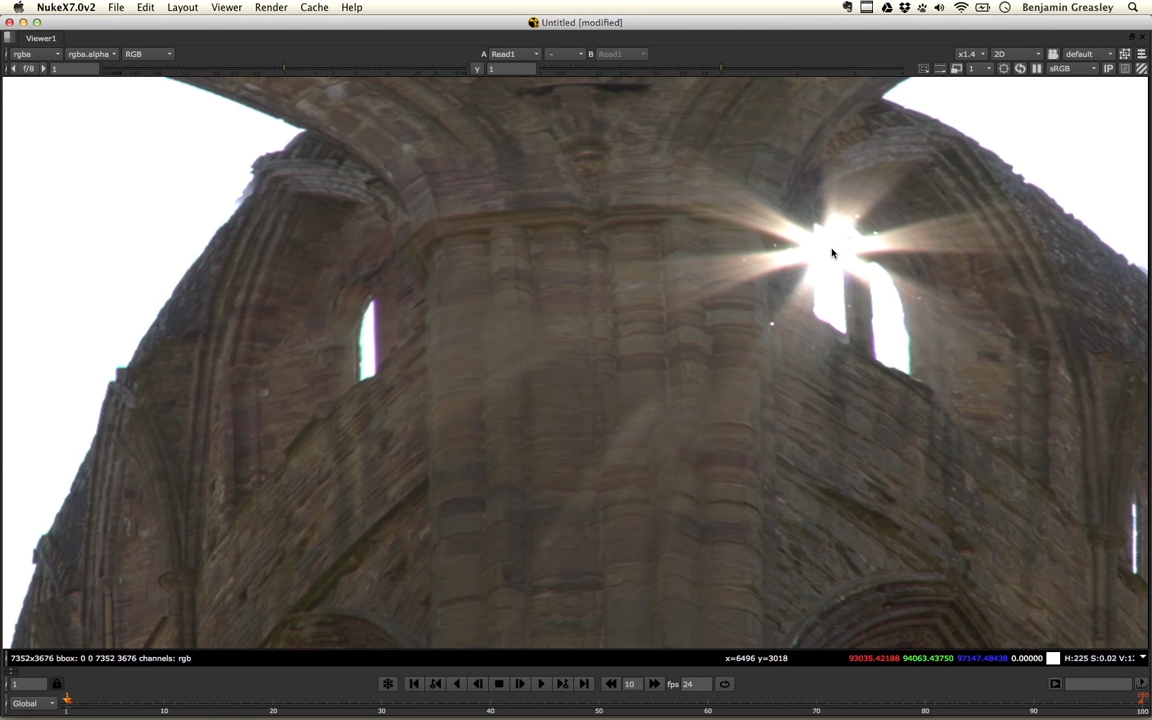 NukeX7.0v2 File Edit Layout Viewer Render Cache Help Benjamin Greasley
Untitled [modified]
Viewer1
rgba rgba.alpha RGB A Read1 - B Read1 x1.4 2D default
f/8 1 γ 1 1 sRGB IP
7352x3676 bbox: 0 0 7352 3676 channels: rgb x=6496 y=3018 93035.42188 94063.43750 97147.48438 0.00000 H:225 S:0.02 V:1:
1 10 fps 24
Global 1 10 20 30 40 50 60 70 80 90 100